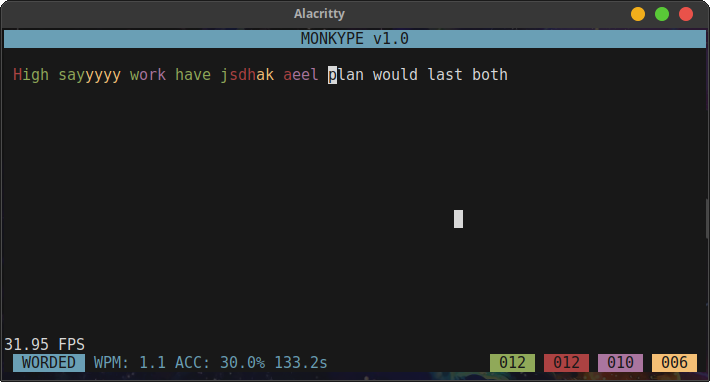 Alacritty
MONKYPE v1.0
High sayyyyy work have jsdhak aeel plan would last both
31.95 FPS
WORDED WPM: 1.1 ACC: 30.0% 133.2s 012 012 010 006